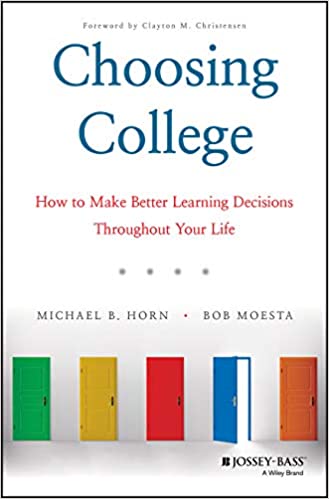 Foreword by Clayton M. Christensen
Choosing
College
How to Make Better Learning Decisions
Throughout Your Life
MICHAEL B. HORN • BOB MOESTA
JOSSEY-BASS®
A Wiley Brand